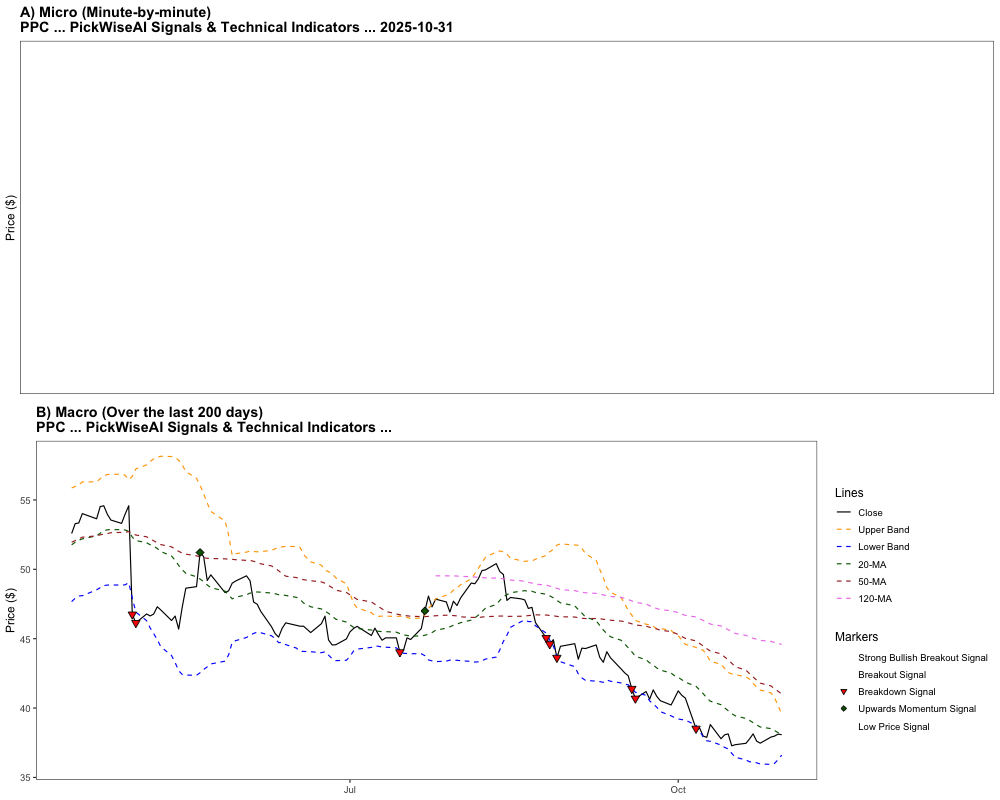 A) Micro (Minute-by-minute)
PPC ... PickWiseAI Signals & Technical Indicators ... 2025-10-31
Price ($)
B) Macro (Over the last 200 days)
PPC ... PickWiseAI Signals & Technical Indicators ...
Price ($)
55
50
45
40
35
Jul
Oct
Lines
Close
Upper Band
Lower Band
20-MA
50-MA
120-MA
Markers
Strong Bullish Breakout Signal
Breakout Signal
Breakdown Signal
Upwards Momentum Signal
Low Price Signal